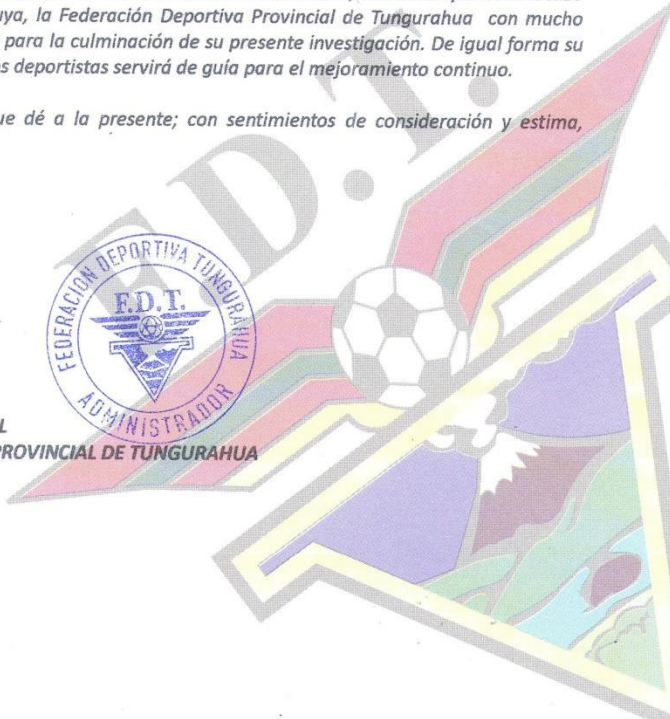 uya, la Federación Deportiva Provincial de Tungurahua con mucho
para la culminación de su presente investigación. De igual forma su
s deportistas servirá de guía para el mejoramiento continuo.
ue dé a la presente; con sentimientos de consideración y estima,
F.D.T.
FEDERACION DEPORTIVA TUNGURAHUA
F.D.T.
ADMINISTRADOR
L
PROVINCIAL DE TUNGURAHUA